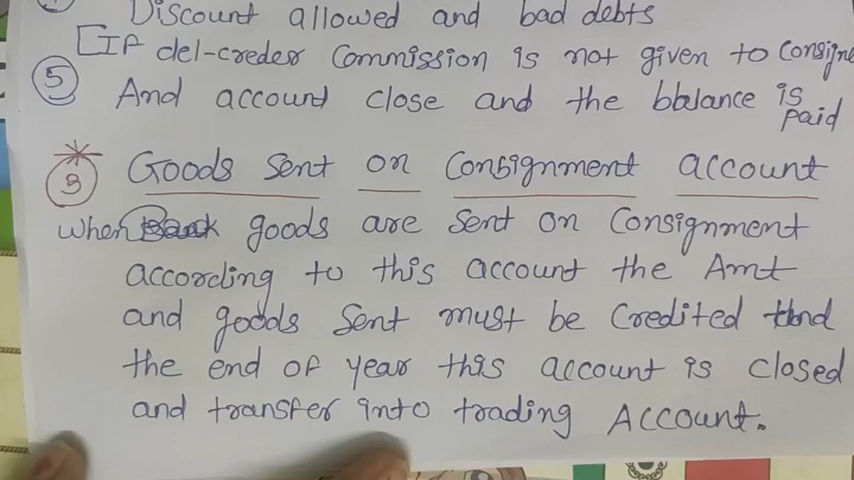 Discount allowed and bad debts
[If del-creder Commission is not given to Consigne
5 And account close and the bbalance is paid
3 Goods Sent on Consignment account
when goods are sent on Consignment
according to this account the Amt
and goods Sent must be Credited
the end of year this account is closed
and transfer into trading Account.